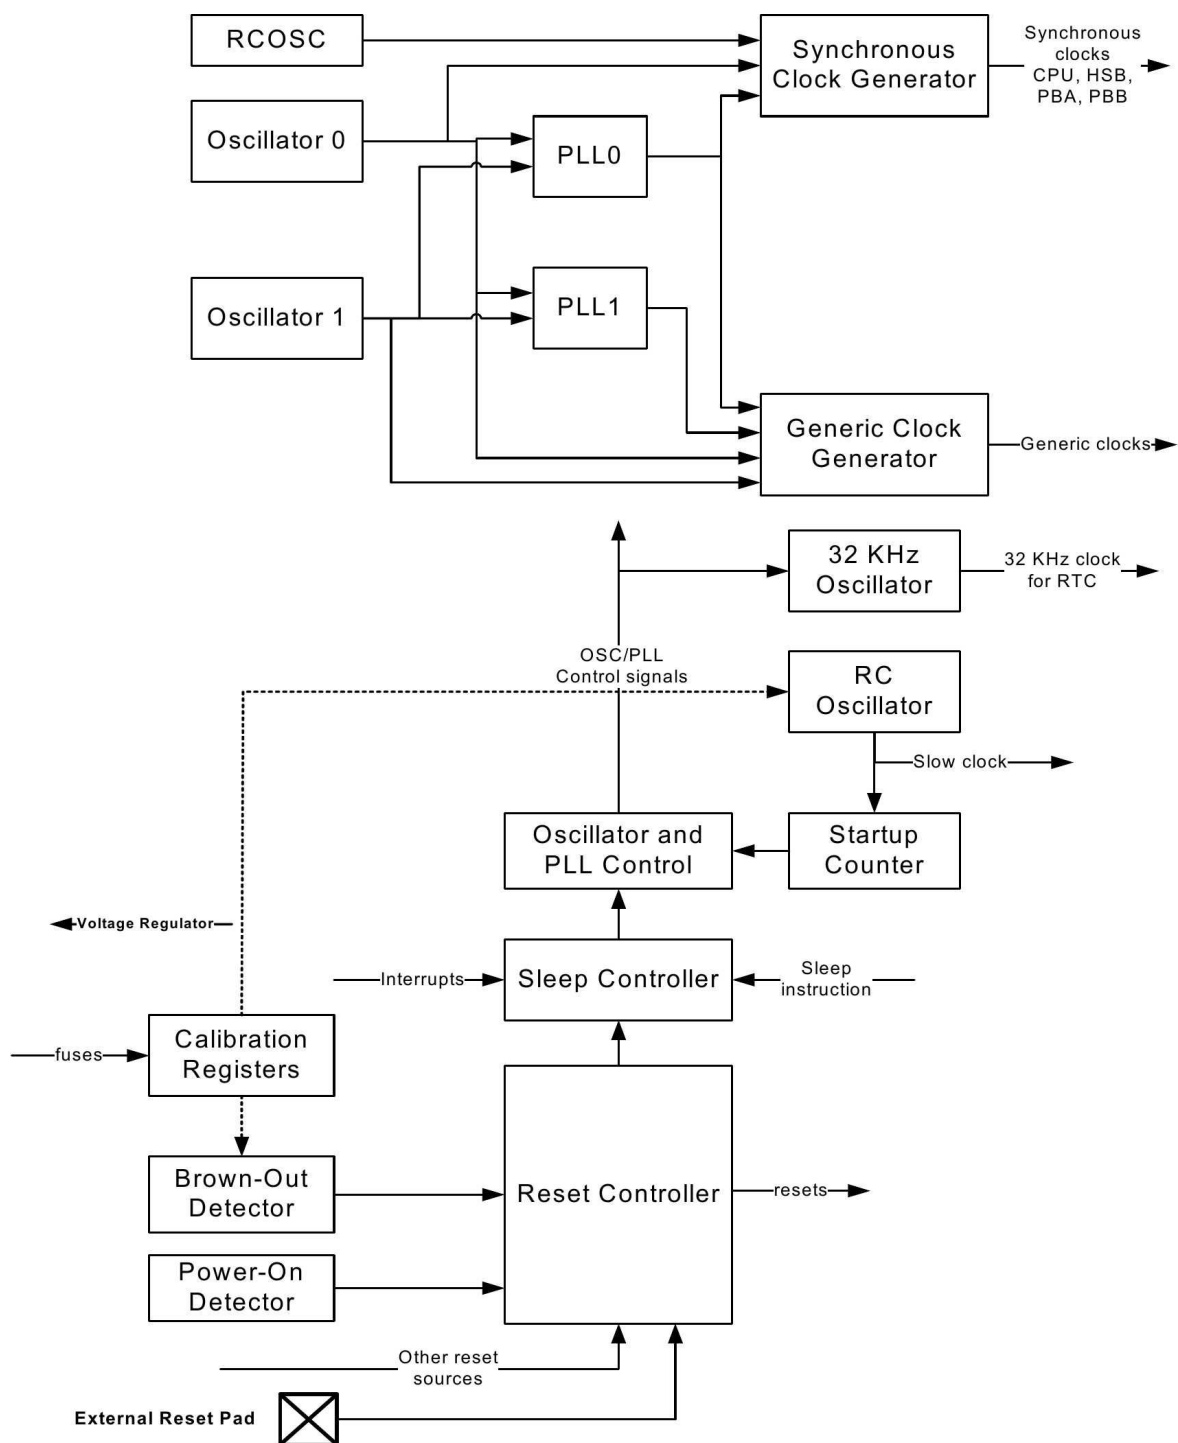 RCOSC
Synchronous
Clock Generator
Synchronous
clocks
CPU, HSB,
PBA, PBB
Oscillator 0
PLL0
Oscillator 1
PLL1
Generic Clock
Generator
Generic clocks
32 KHz
Oscillator
32 KHz clock
for RTC
OSC/PLL
Control signals
RC
Oscillator
Slow clock
Oscillator and
PLL Control
Startup
Counter
Voltage Regulator
Interrupts
Sleep Controller
Sleep
instruction
fuses
Calibration
Registers
Brown-Out
Detector
Reset Controller
resets
Power-On
Detector
Other reset
sources
External Reset Pad